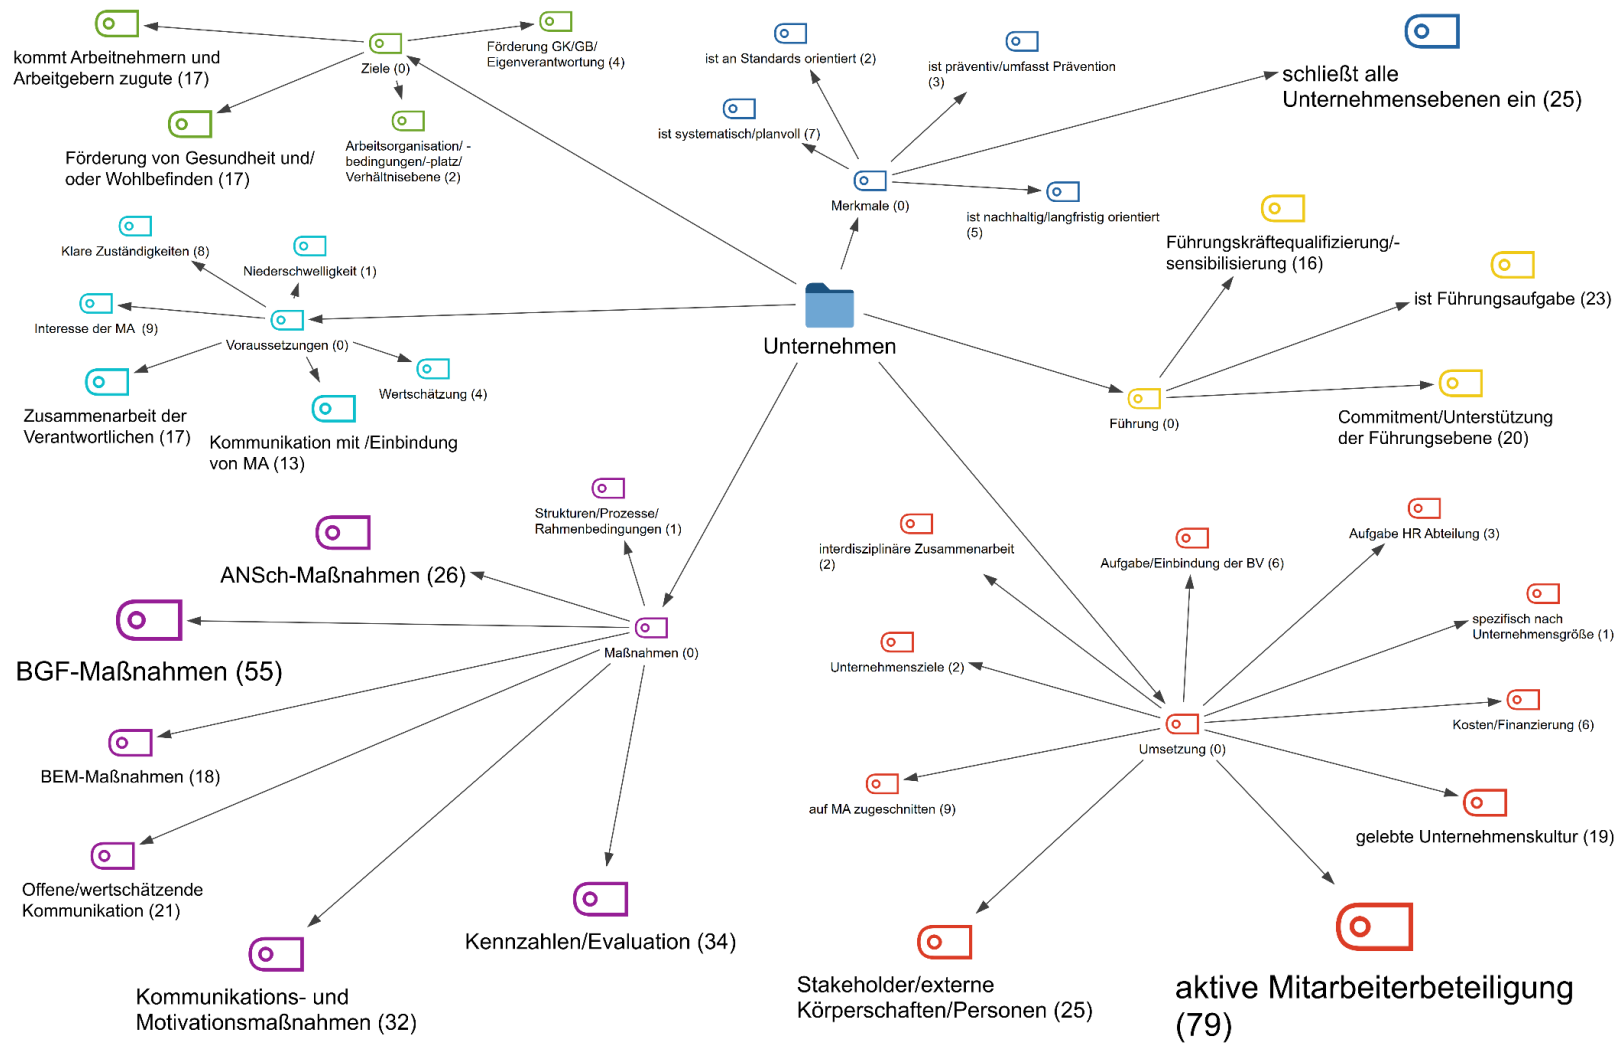 kommt Arbeitnehmern und
Arbeitgebern zugute (17)
Ziele (0)
Förderung GK/GB/
Eigenverantwortung (4)
Förderung von Gesundheit und/
oder Wohlbefinden (17)
Arbeitsorganisation/ -
bedingungen/-platz/
Verhältnisebene (2)
ist an Standards orientiert (2)
ist präventiv/umfasst Prävention
(3)
schließt alle
Unternehmensebenen ein (25)
ist systematisch/planvoll (7)
Merkmale (0)
ist nachhaltig/langfristig orientiert
(5)
Klare Zuständigkeiten (8)
Niederschwelligkeit (1)
Interesse der MA  (9)
Voraussetzungen (0)
Wertschätzung (4)
Zusammenarbeit der
Verantwortlichen (17)
Kommunikation mit /Einbindung
von MA (13)
Unternehmen
Führungskräftequalifizierung/-
sensibilisierung (16)
ist Führungsaufgabe (23)
Führung (0)
Commitment/Unterstützung
der Führungsebene (20)
Strukturen/Prozesse/
Rahmenbedingungen (1)
ANSch-Maßnahmen (26)
BGF-Maßnahmen (55)
Maßnahmen (0)
BEM-Maßnahmen (18)
Offene/wertschätzende
Kommunikation (21)
Kommunikations- und
Motivationsmaßnahmen (32)
Kennzahlen/Evaluation (34)
interdisziplinäre Zusammenarbeit
(2)
Aufgabe/Einbindung der BV (6)
Aufgabe HR Abteilung (3)
spezifisch nach
Unternehmensgröße (1)
Unternehmensziele (2)
Kosten/Finanzierung (6)
Umsetzung (0)
auf MA zugeschnitten (9)
gelebte Unternehmenskultur (19)
Stakeholder/externe
Körperschaften/Personen (25)
aktive Mitarbeiterbeteiligung
(79)